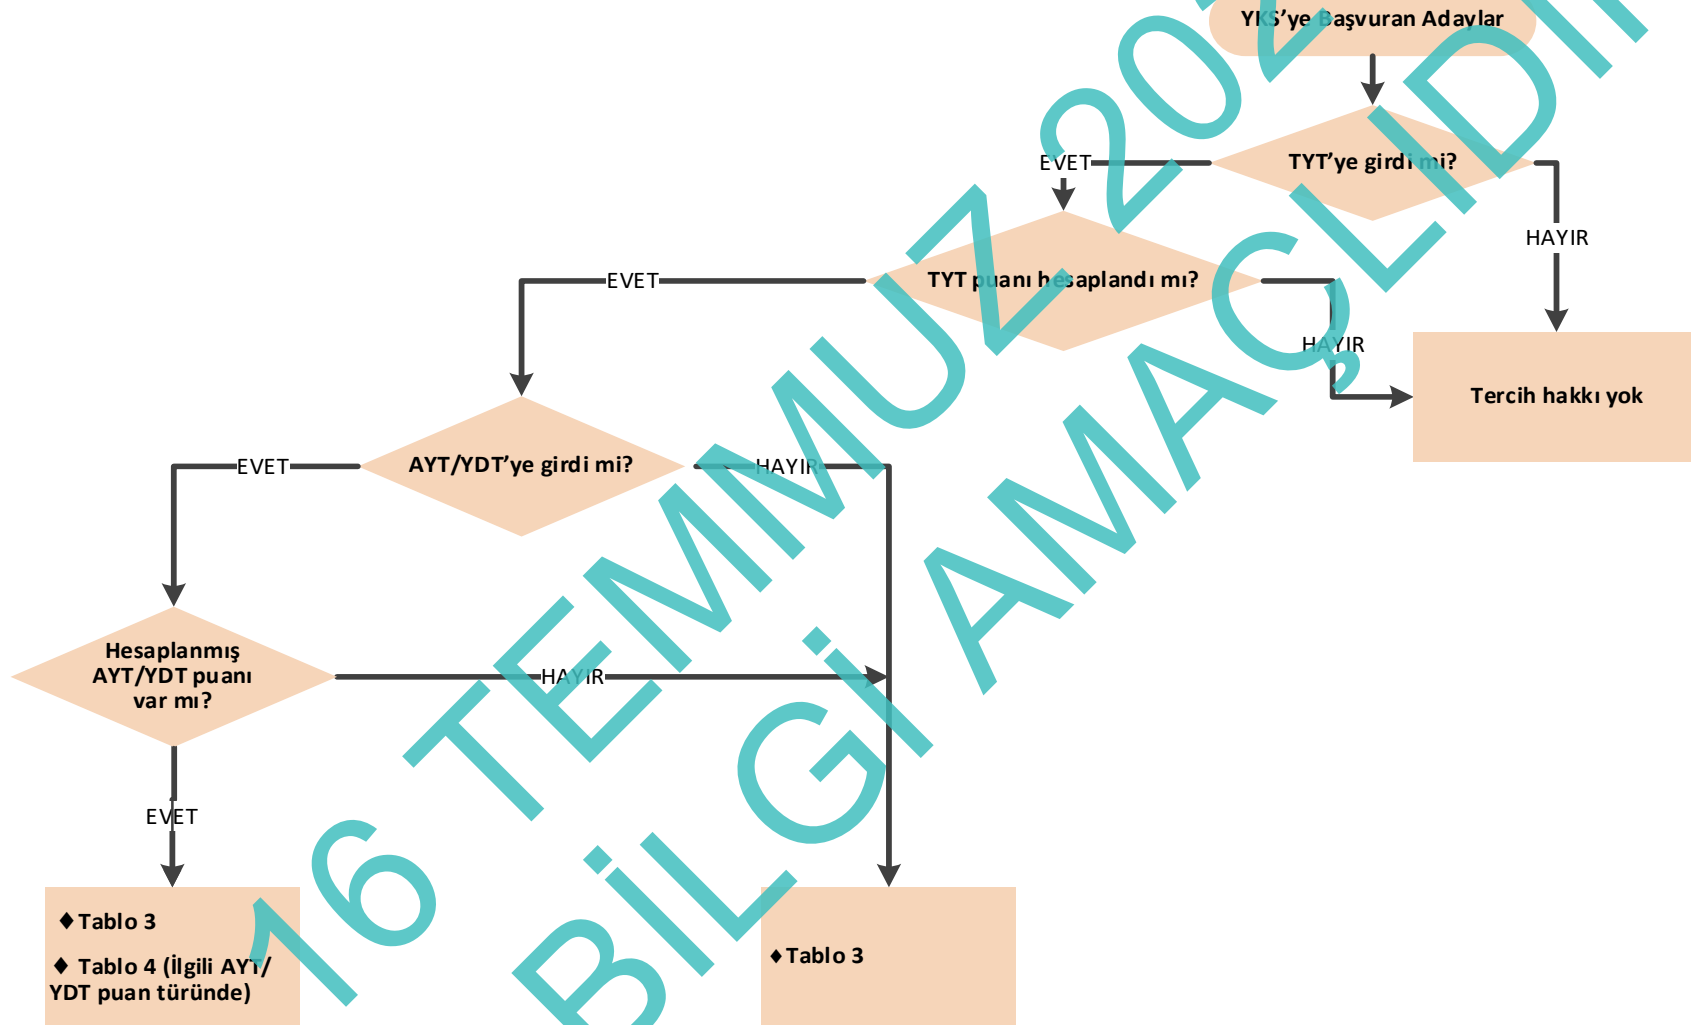 YKS’ye Başvuran Adaylar
TYT’ye girdi mi?
EVET
HAYIR
TYT puanı hesaplandı mı?
EVET
HAYIR
Tercih hakkı yok
AYT/YDT’ye girdi mi?
EVET
HAYIR
Hesaplanmış
AYT/YDT puanı
var mı?
HAYIR
EVET
♦Tablo 3
♦ Tablo 4 (İlgili AYT/
YDT puan türünde)
♦Tablo 3
16 TEMMUZ
BİLGİ AMAÇLIDIR